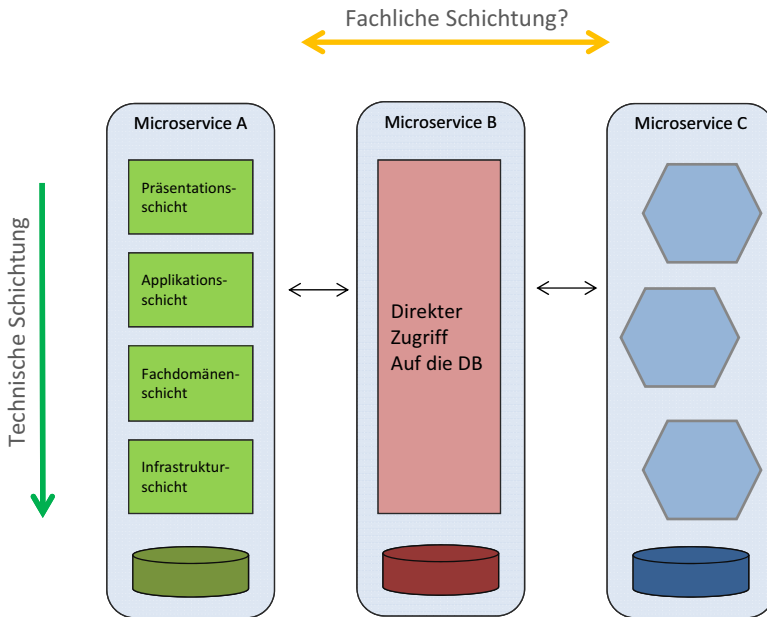 Fachliche Schichtung?
Technische Schichtung
Microservice A
Präsentations-
schicht
Applikations-
schicht
Fachdomänen-
schicht
Infrastruktur-
schicht
Microservice B
Direkter
Zugriff
Auf die DB
Microservice C